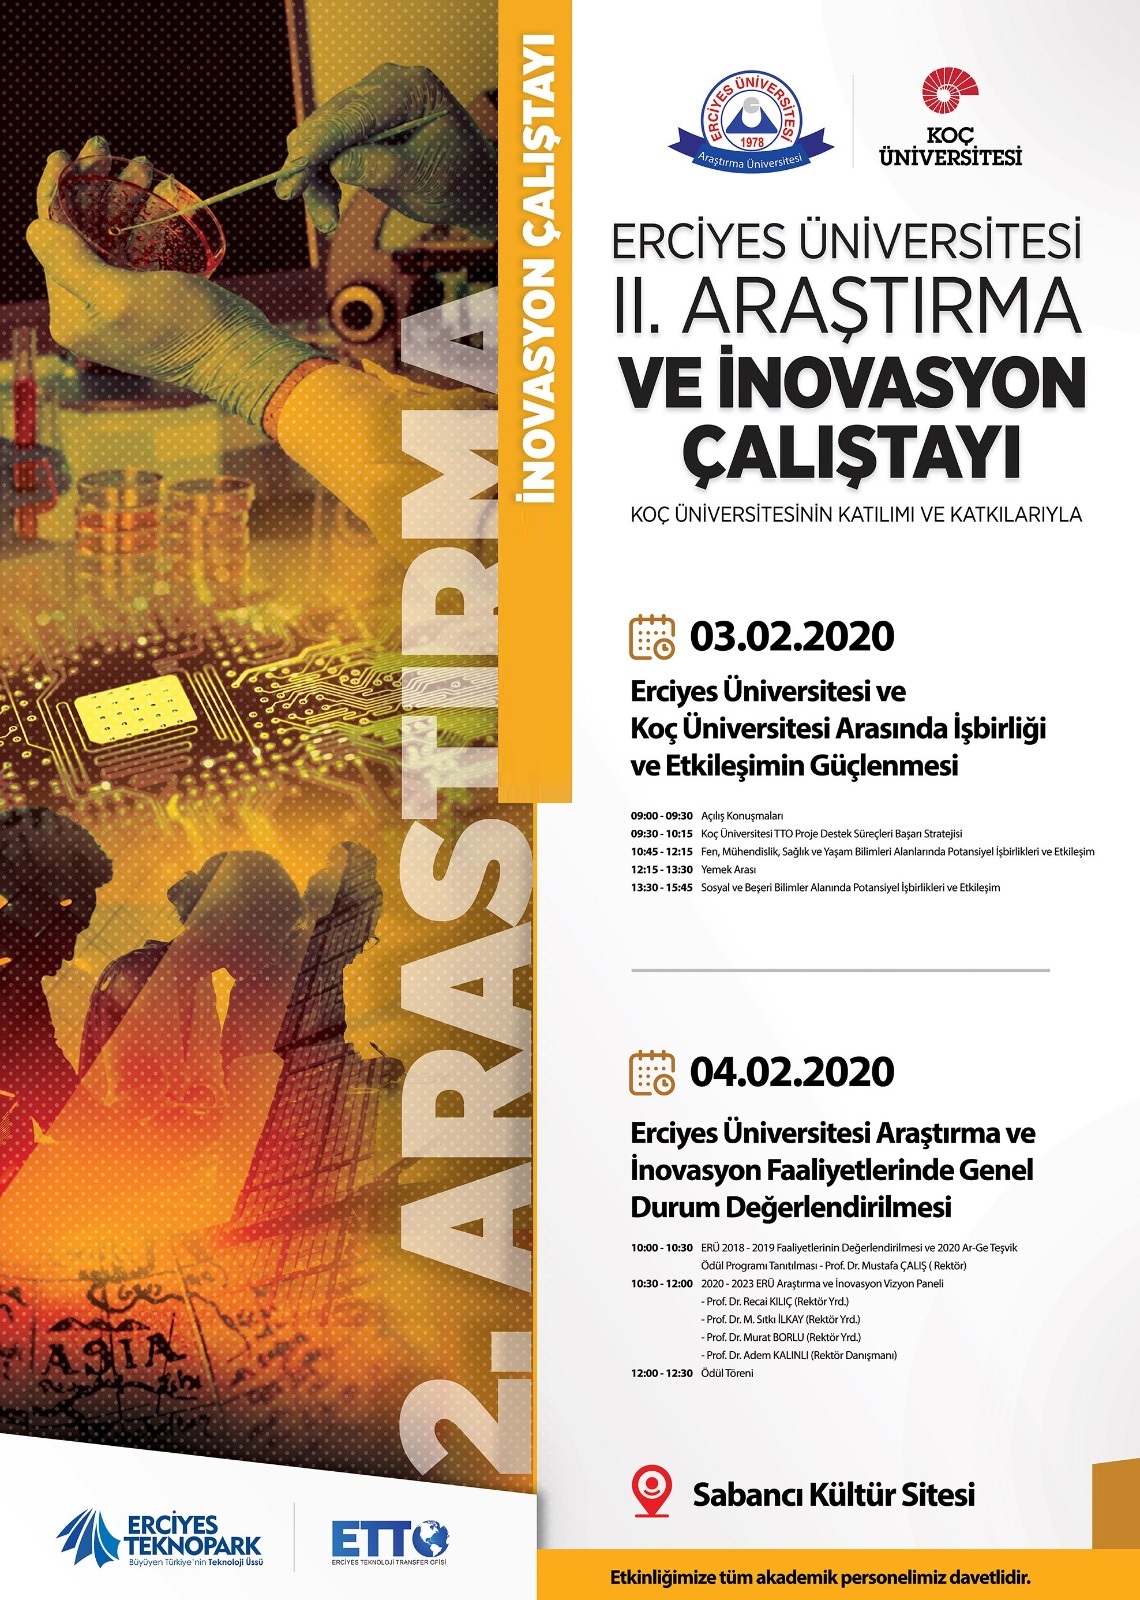 İNOVASYON ÇALIŞTAYI
2. ARAŞTIRMA
ERCİYES ÜNİVERSİTESİ
1978
Araştırma Üniversitesi
KOÇ
ÜNİVERSİTESİ
ERCİYES ÜNİVERSİTESİ
II. ARAŞTIRMA
VE İNOVASYON
ÇALIŞTAYI
KOÇ ÜNİVERSİTESİNİN KATILIMI VE KATKILARIYLA
03.02.2020
Erciyes Üniversitesi ve
Koç Üniversitesi Arasında İşbirliği
ve Etkileşimin Güçlenmesi
09:00 - 09:30 Açılış Konuşmaları
09:30 - 10:15 Koç Üniversitesi TTO Proje Destek Süreçleri Başarı Stratejisi
10:45 - 12:15 Fen, Mühendislik, Sağlık ve Yaşam Bilimleri Alanlarında Potansiyel İşbirlikleri ve Etkileşim
12:15 - 13:30 Yemek Arası
13:30 - 15:45 Sosyal ve Beşeri Bilimler Alanında Potansiyel İşbirlikleri ve Etkileşim
04.02.2020
Erciyes Üniversitesi Araştırma ve
İnovasyon Faaliyetlerinde Genel
Durum Değerlendirilmesi
10:00 - 10:30 ERÜ 2018 - 2019 Faaliyetlerinin Değerlendirilmesi ve 2020 Ar-Ge Teşvik
Ödül Programı Tanıtılması - Prof. Dr. Mustafa ÇALIŞ ( Rektör)
10:30 - 12:00 2020 - 2023 ERÜ Araştırma ve İnovasyon Vizyon Paneli
- Prof. Dr. Recai KILIÇ (Rektör Yrd.)
- Prof. Dr. M. Sıtkı İLKAY (Rektör Yrd.)
- Prof. Dr. Murat BORLU (Rektör Yrd.)
- Prof. Dr. Adem KALINLI (Rektör Danışmanı)
12:00 - 12:30 Ödül Töreni
Sabancı Kültür Sitesi
Etkinliğimize tüm akademik personelimiz davetlidir.
ASIA
ERCİYES
TEKNOPARK
Büyüyen Türkiye'nin Teknoloji Üssü
ETTO
ERCİYES TEKNOLOJİ TRANSFER OFİSİ